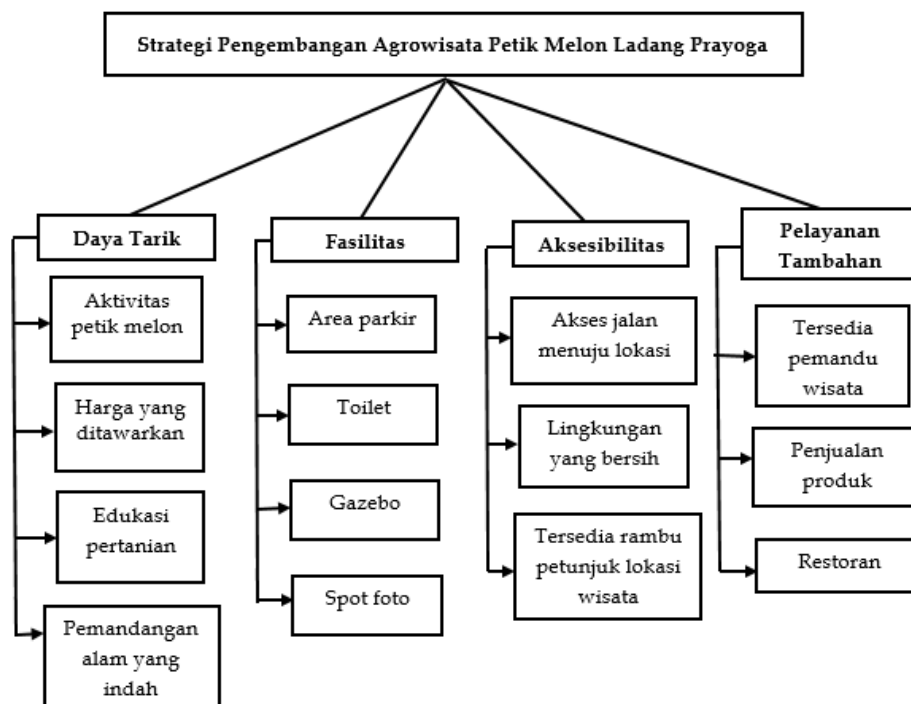 Strategi Pengembangan Agrowisata Petik Melon Ladang Prayoga
Daya Tarik
Aktivitas
petik melon
Harga yang
ditawarkan
Edukasi
pertanian
Pemandangan
alam yang
indah
Fasilitas
Area parkir
Toilet
Gazebo
Spot foto
Aksesibilitas
Akses jalan
menuju lokasi
Lingkungan
yang bersih
Tersedia rambu
petunjuk lokasi
wisata
Pelayanan
Tambahan
Tersedia
pemandu
wisata
Penjualan
produk
Restoran